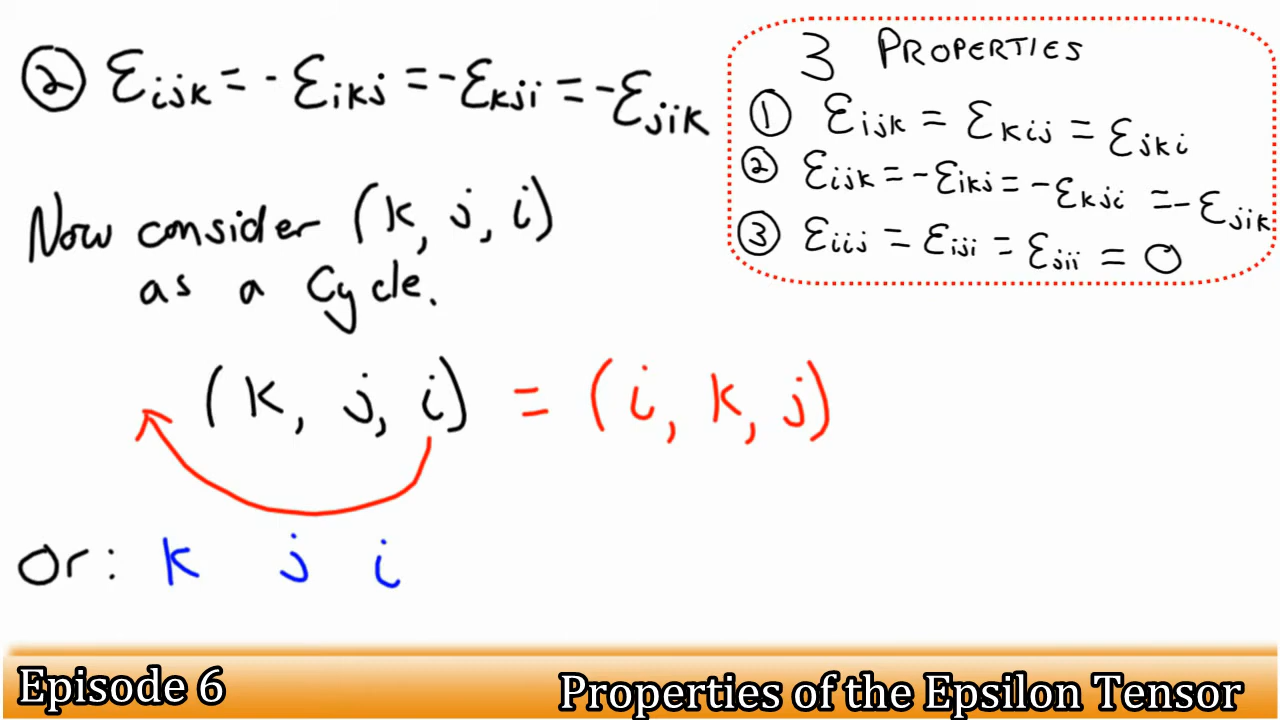 ② εijk = - εikj = -εkji = -εjik
3 PROPERTIES
① εijk = εkij = εjki
② εijk = -εikj = -εkji = -εjik
③ εiij = εiji = εjii = 0
Now consider (k, j, i)
as a Cycle.
(k, j, i) = (i, k, j)
Or: k j i
Episode 6 Properties of the Epsilon Tensor